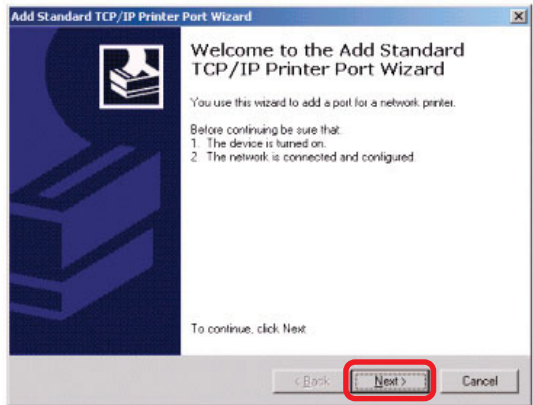 Add Standard TCP/IP Printer Port Wizard
Welcome to the Add Standard
TCP/IP Printer Port Wizard
You use this wizard to add a port for a network printer.
Before continuing be sure that:
1. The device is turned on.
2. The network is connected and configured.
To continue, click Next.
< Back
Next >
Cancel